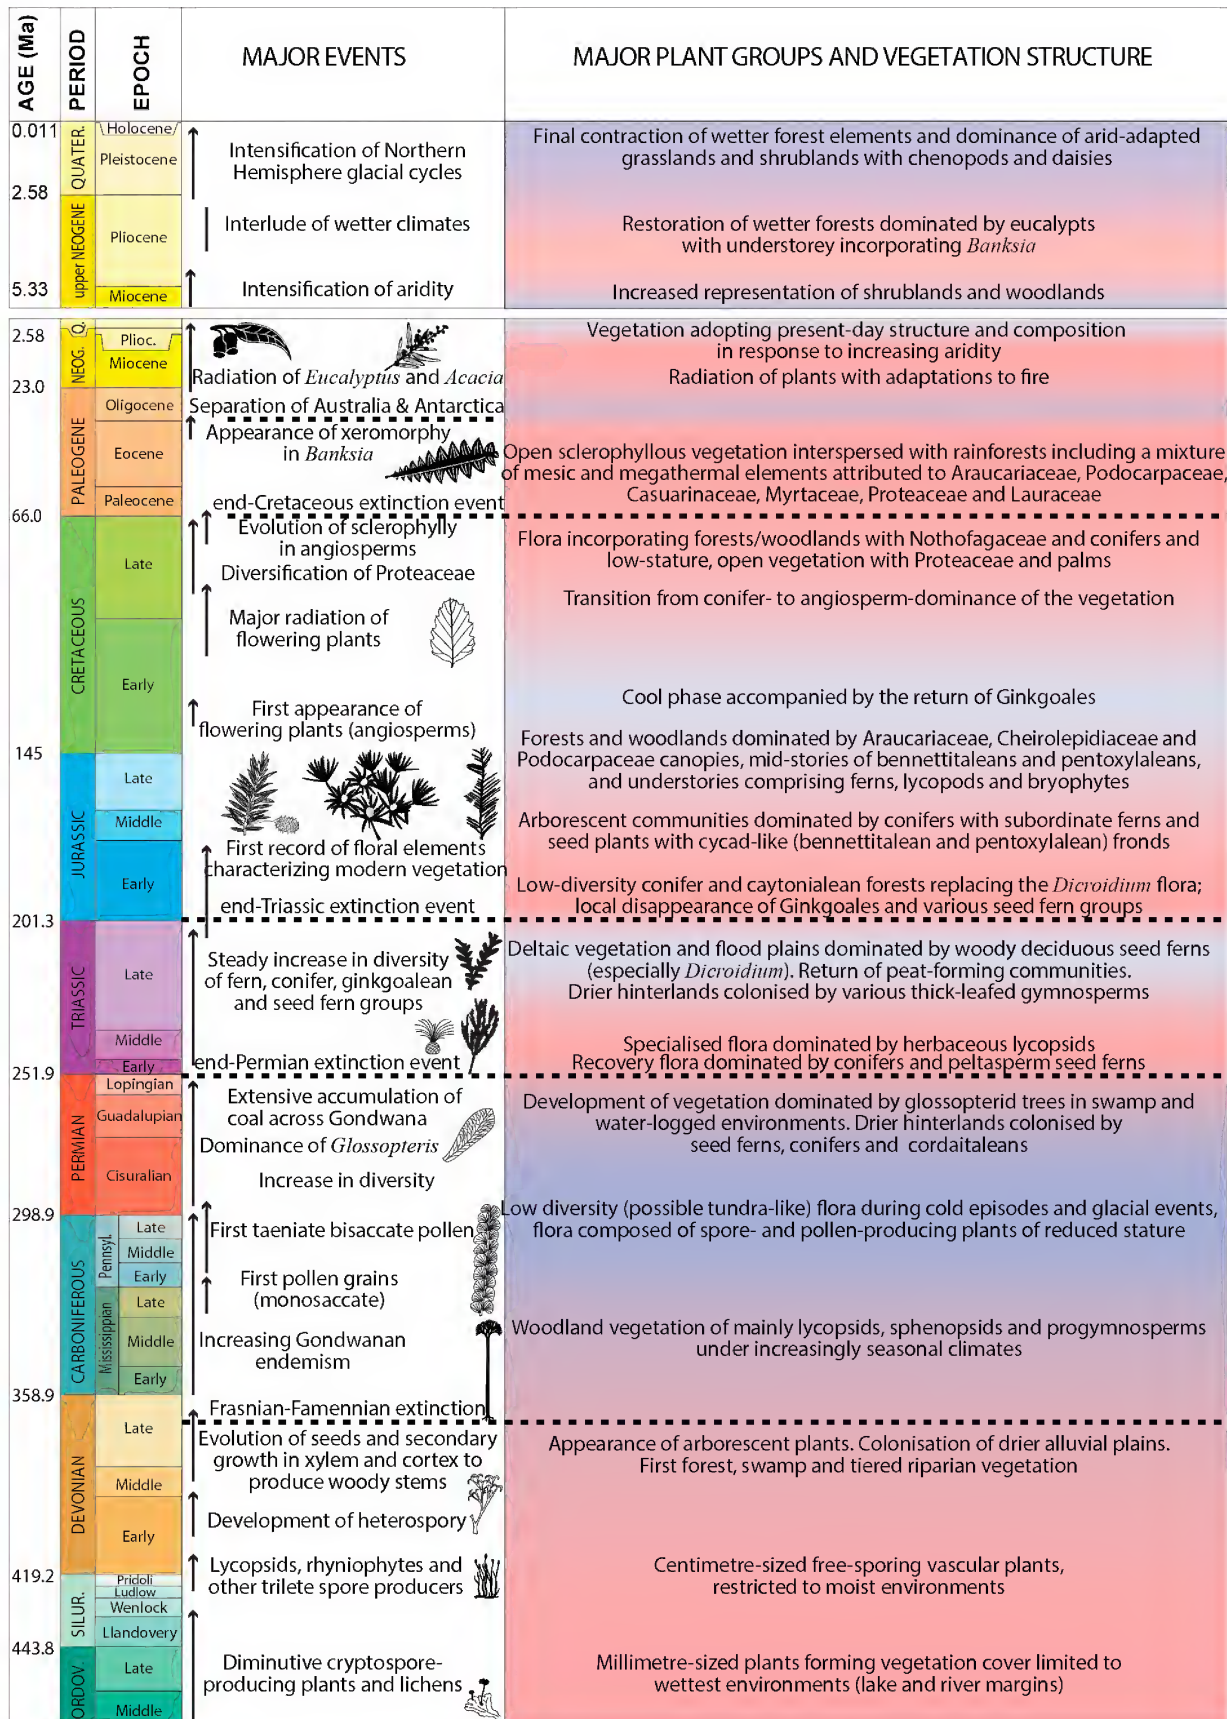 AGE (Ma)
PERIOD
EPOCH
MAJOR EVENTS
MAJOR PLANT GROUPS AND VEGETATION STRUCTURE
0.011
2.58
5.33
QUATER.
upper NEOGENE
Holocene
Pleistocene
Pliocene
Miocene
Intensification of Northern
Hemisphere glacial cycles
Interlude of wetter climates
Intensification of aridity
Final contraction of wetter forest elements and dominance of arid-adapted
grasslands and shrublands with chenopods and daisies
Restoration of wetter forests dominated by eucalypts
with understorey incorporating Banksia
Increased representation of shrublands and woodlands
2.58
23.0
66.0
145
201.3
251.9
298.9
358.9
419.2
443.8
Q.
NEOG.
PALEOGENE
CRETACEOUS
JURASSIC
TRIASSIC
PERMIAN
CARBONIFEROUS
DEVONIAN
SILUR.
ORDOV.
Plioc.
Miocene
Oligocene
Eocene
Paleocene
Late
Early
Late
Middle
Early
Late
Middle
Early
Lopingian
Guadalupian
Cisuralian
Pennsyl.
Late
Middle
Early
Mississippian
Late
Middle
Early
Late
Middle
Early
Pridoli
Ludlow
Wenlock
Llandovery
Late
Middle
Radiation of Eucalyptus and Acacia
Separation of Australia & Antarctica
Appearance of xeromorphy
in Banksia
end-Cretaceous extinction event
Evolution of sclerophylly
in angiosperms
Diversification of Proteaceae
Major radiation of
flowering plants
First appearance of
flowering plants (angiosperms)
First record of floral elements
characterizing modern vegetation
end-Triassic extinction event
Steady increase in diversity
of fern, conifer, ginkgoalean
and seed fern groups
end-Permian extinction event
Extensive accumulation of
coal across Gondwana
Dominance of Glossopteris
Increase in diversity
First taeniate bisaccate pollen
First pollen grains
(monosaccate)
Increasing Gondwanan
endemism
Frasnian-Famennian extinction
Evolution of seeds and secondary
growth in xylem and cortex to
produce woody stems
Development of heterospory
Lycopsids, rhyniophytes and
other trilete spore producers
Diminutive cryptospore-
producing plants and lichens
Vegetation adopting present-day structure and composition
in response to increasing aridity
Radiation of plants with adaptations to fire
Open sclerophyllous vegetation interspersed with rainforests including a mixture
of mesic and megathermal elements attributed to Araucariaceae, Podocarpaceae,
Casuarinaceae, Myrtaceae, Proteaceae and Lauraceae
Flora incorporating forests/woodlands with Nothofagaceae and conifers and
low-stature, open vegetation with Proteaceae and palms
Transition from conifer- to angiosperm-dominance of the vegetation
Cool phase accompanied by the return of Ginkgoales
Forests and woodlands dominated by Araucariaceae, Cheirolepidiaceae and
Podocarpaceae canopies, mid-stories of bennettitaleans and pentoxylaleans,
and understories comprising ferns, lycopods and bryophytes
Arborescent communities dominated by conifers with subordinate ferns and
seed plants with cycad-like (bennettitalean and pentoxylalean) fronds
Low-diversity conifer and caytonialean forests replacing the Dicroidium flora;
local disappearance of Ginkgoales and various seed fern groups
Deltaic vegetation and flood plains dominated by woody deciduous seed ferns
(especially Dicroidium). Return of peat-forming communities.
Drier hinterlands colonised by various thick-leafed gymnosperms
Specialised flora dominated by herbaceous lycopsids
Recovery flora dominated by conifers and peltasperm seed ferns
Development of vegetation dominated by glossopterid trees in swamp and
water-logged environments. Drier hinterlands colonised by
seed ferns, conifers and cordaitaleans
Low diversity (possible tundra-like) flora during cold episodes and glacial events,
flora composed of spore- and pollen-producing plants of reduced stature
Woodland vegetation of mainly lycopsids, sphenopsids and progymnosperms
under increasingly seasonal climates
Appearance of arborescent plants. Colonisation of drier alluvial plains.
First forest, swamp and tiered riparian vegetation
Centimetre-sized free-sporing vascular plants,
restricted to moist environments
Millimetre-sized plants forming vegetation cover limited to
wettest environments (lake and river margins)